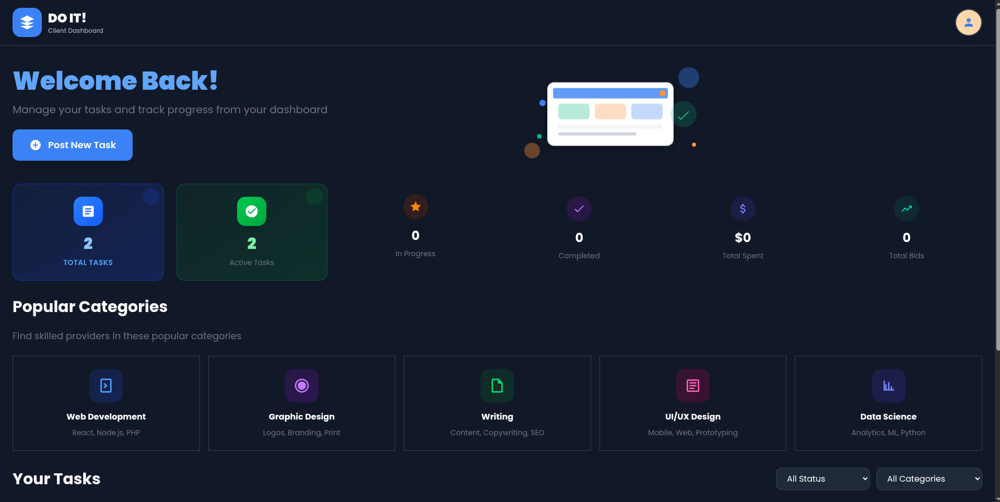 DO IT!
Client Dashboard
Welcome Back!
Manage your tasks and track progress from your dashboard
Post New Task
2
TOTAL TASKS
2
Active Tasks
0
In Progress
0
Completed
$0
Total Spent
0
Total Bids
Popular Categories
Find skilled providers in these popular categories
Web Development
React, Node.js, PHP
Graphic Design
Logos, Branding, Print
Writing
Content, Copywriting, SEO
UI/UX Design
Mobile, Web, Prototyping
Data Science
Analytics, ML, Python
Your Tasks
All Status
All Categories